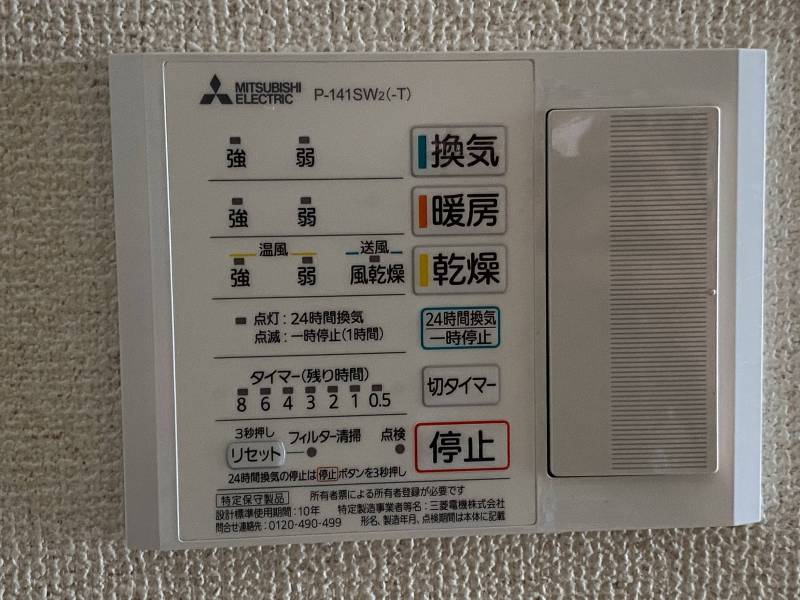 MITSUBISHI
ELECTRIC P-141SW2(-T)
強 弱 換気
強 弱 暖房
温風 送風
強 弱 風乾燥 乾燥
点灯：24時間換気
点滅：一時停止(1時間)
24時間換気
一時停止
タイマー(残り時間)
8 6 4 3 2 1 0.5
切タイマー
3秒押し
リセット フィルター清掃 点検
停止
24時間換気の停止は停止ボタンを3秒押し
特定保守製品 所有者票による所有者登録が必要です
設計標準使用期間：10年 特定製造事業者等名：三菱電機株式会社
問合せ連絡先：0120-490-499 形名、製造年月、点検期間は本体に記載